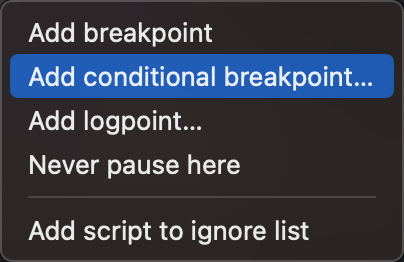 Add breakpoint
Add conditional breakpoint...
Add logpoint...
Never pause here
Add script to ignore list